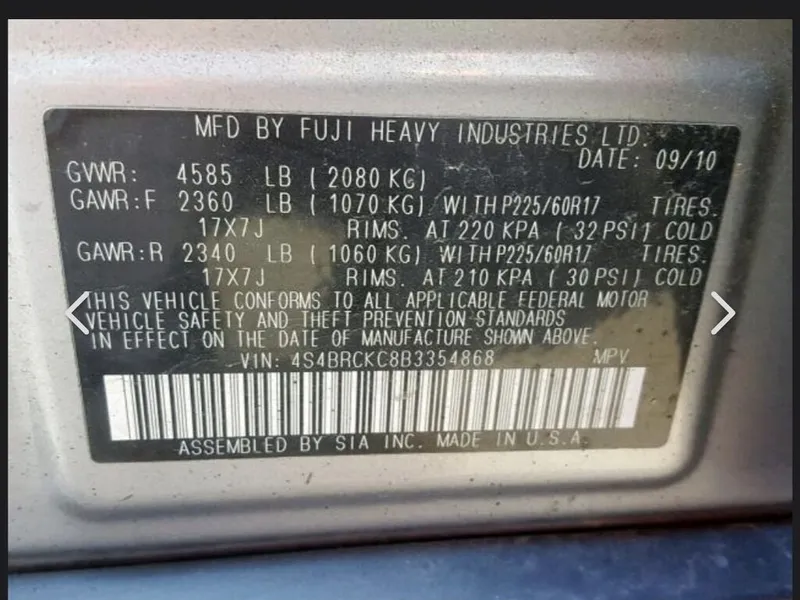 MFD BY FUJI HEAVY INDUSTRIES LTD.
DATE: 09/10
GVWR: 4585 LB ( 2080 KG)
GAWR:F 2360 LB ( 1070 KG) WITH P225/60R17 TIRES.
17X7J RIMS. AT 220 KPA ( 32 PSI) COLD
GAWR:R 2340 LB ( 1060 KG) WITH P225/60R17 TIRES.
17X7J RIMS. AT 210 KPA ( 30 PSI) COLD
THIS VEHICLE CONFORMS TO ALL APPLICABLE FEDERAL MOTOR
VEHICLE SAFETY AND THEFT PREVENTION STANDARDS
IN EFFECT ON THE DATE OF MANUFACTURE SHOWN ABOVE.
VIN: 4S4BRCKC8B3354868 MPV
ASSEMBLED BY SIA INC. MADE IN U.S.A.